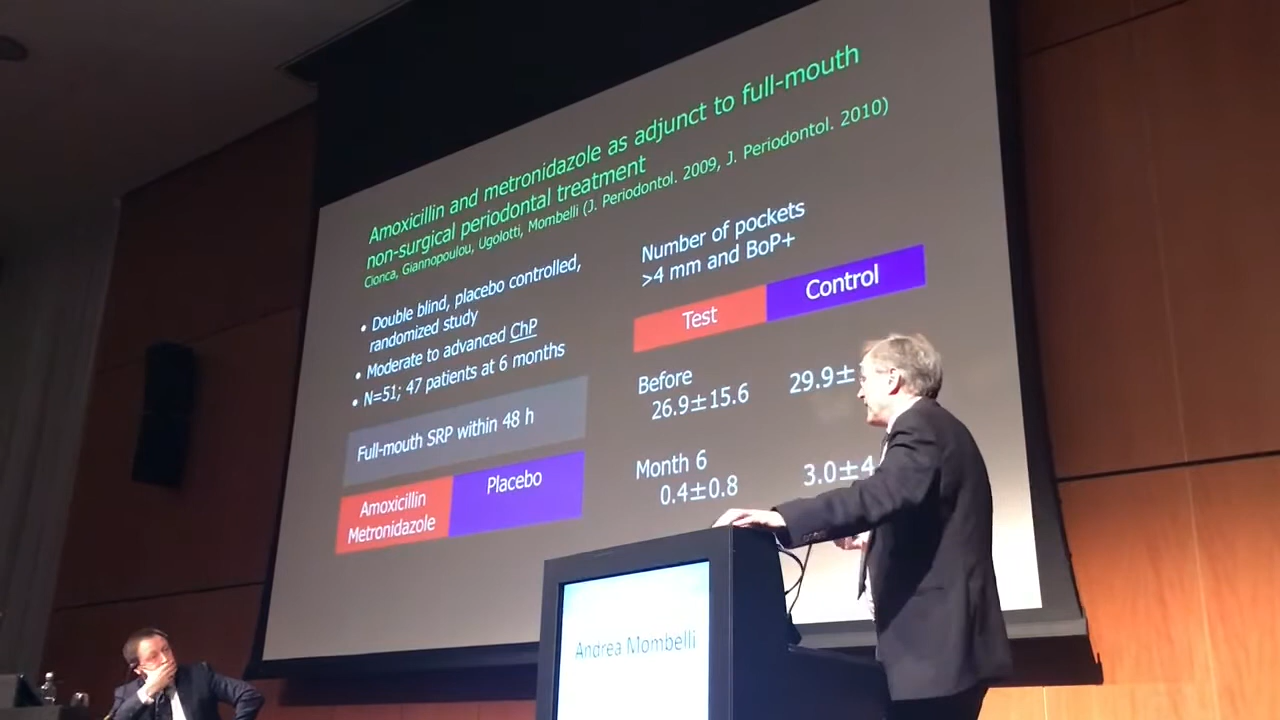 Amoxicillin and metronidazole as adjunct to full-mouth
non-surgical periodontal treatment
Cionca, Giannopoulou, Ugolotti, Mombelli (J. Periodontol. 2009, J. Periodontol. 2010)
• Double blind, placebo controlled,
randomized study
• Moderate to advanced ChP
• N=51; 47 patients at 6 months
Full-mouth SRP within 48 h
Amoxicillin
Metronidazole
Placebo
Number of pockets
>4 mm and BoP+
Test
Control
Before
26.9±15.6
29.9±
Month 6
0.4±0.8
3.0±4
Andrea Mombelli